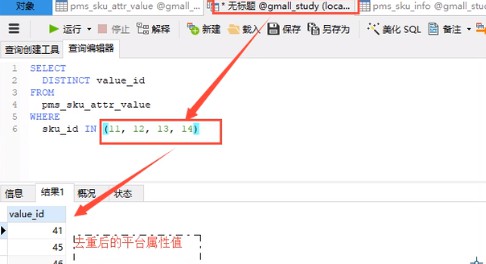 对象
pms_sku_attr_value @gmall_...
* 无标题 @gmall_study (loca...
pms_sku_info @gmall_st
运行 停止 解释 新建 载入 保存 另存为 美化 SQL 备注
查询创建工具 查询编辑器
1 SELECT
2 DISTINCT value_id
3 FROM
4 pms_sku_attr_value
5 WHERE
6 sku_id IN (11, 12, 13, 14)
信息 结果1 概况 状态
value_id
41
45
46
去重后的平台属性值